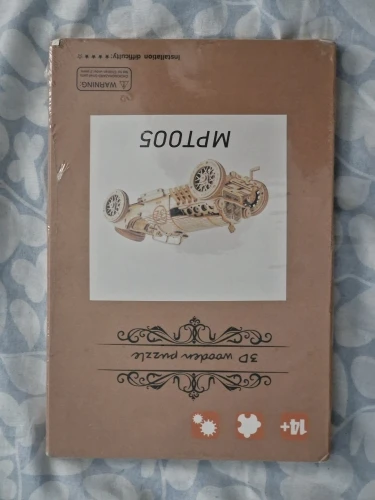 14+
3D wooden puzzle
MPT005
Installation difficulty:
WARNING: